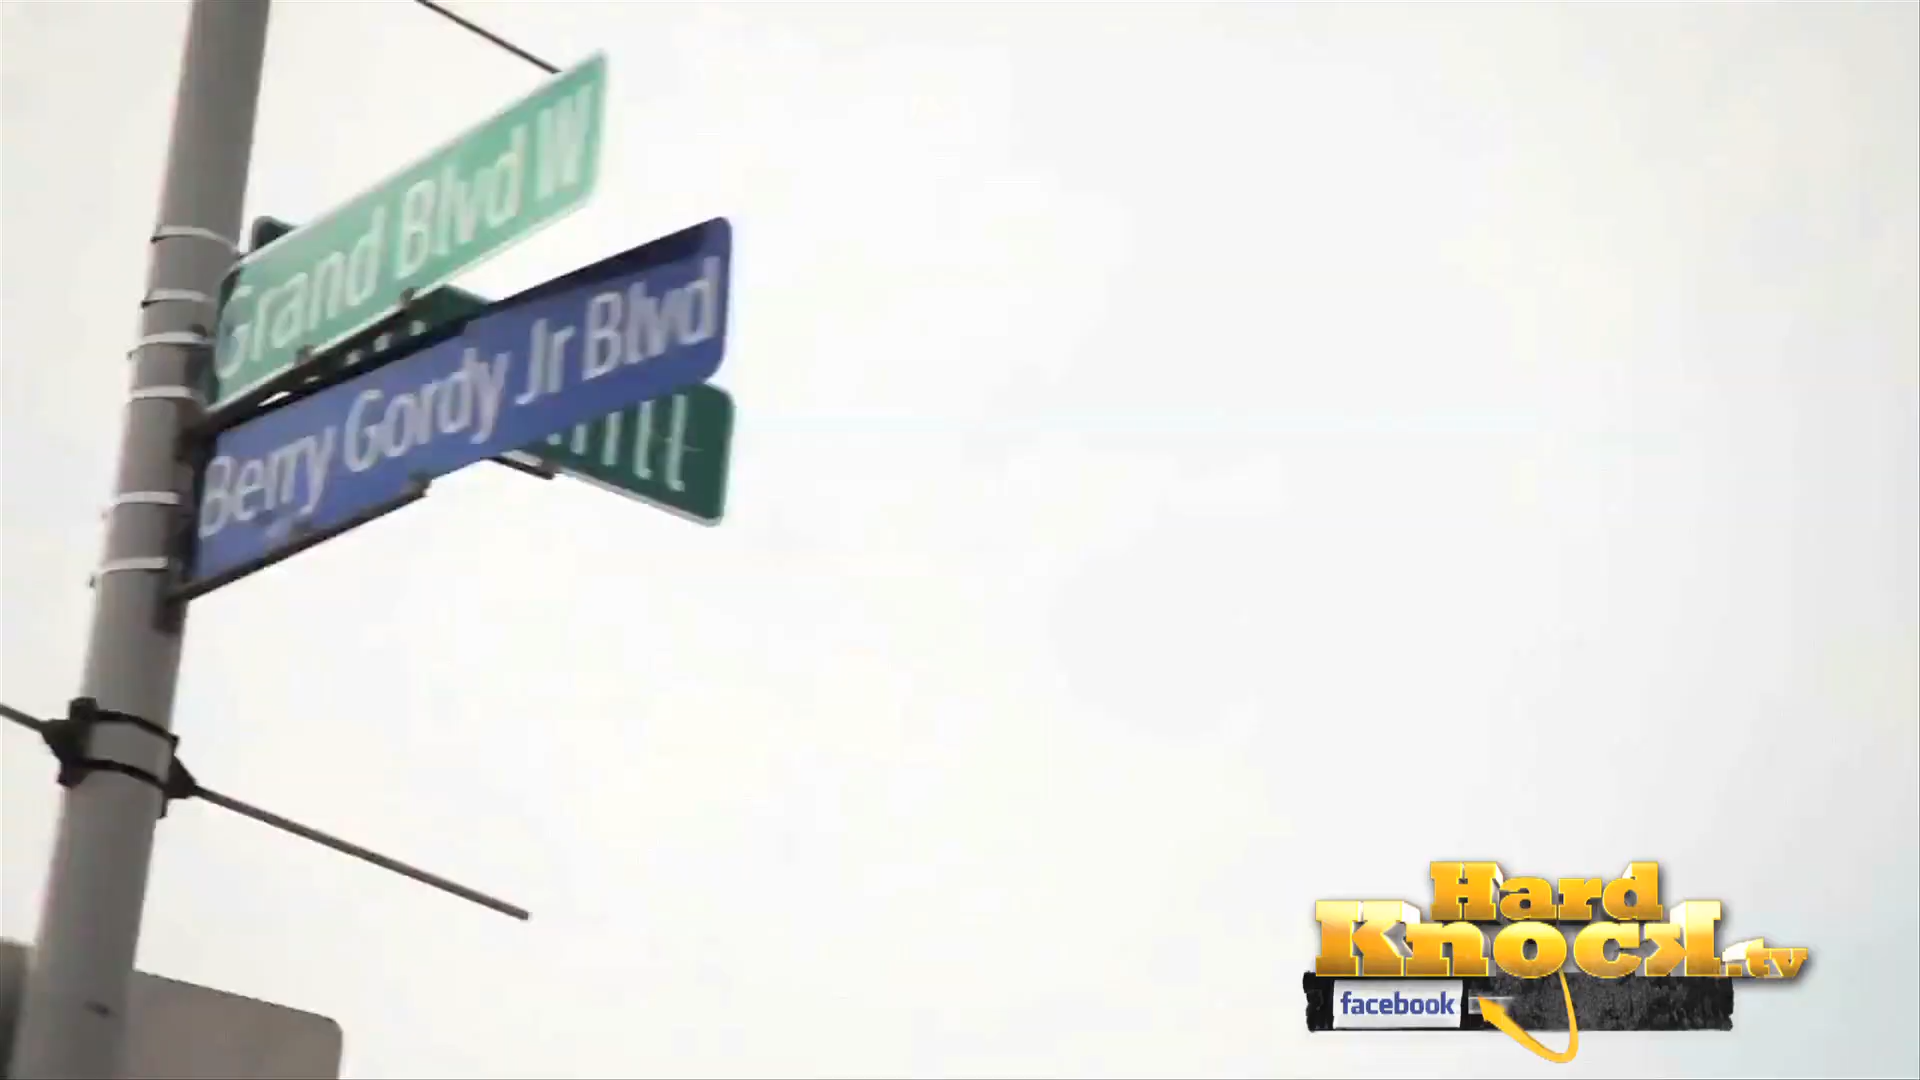 Grand Blvd W
Berry Gordy Jr Blvd
Hard
Knock.tv
facebook